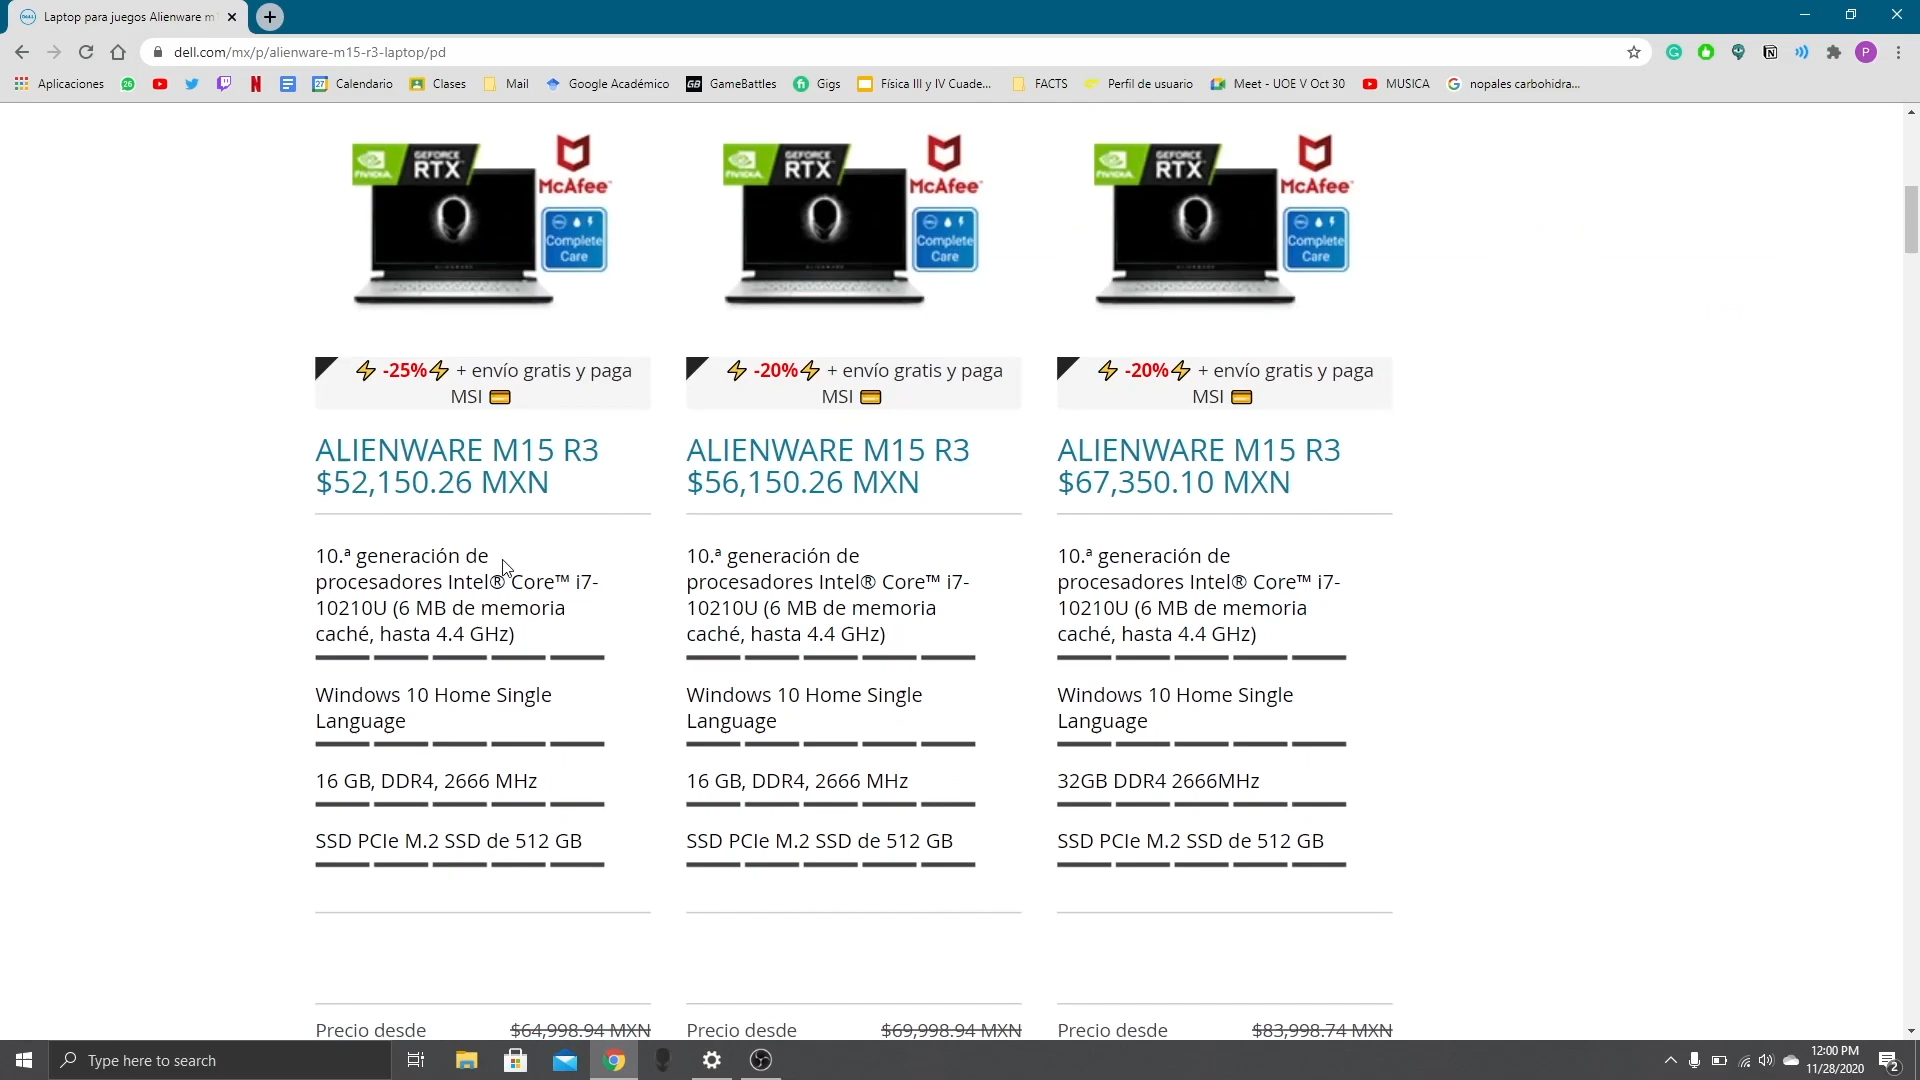 Laptop para juegos Alienware m1
dell.com/mx/p/alienware-m15-r3-laptop/pd
P
Aplicaciones
26
27
Calendario
Clases
Mail
Google Académico
GB
GameBattles
Gigs
Física III y IV Cuade...
FACTS
Perfil de usuario
Meet - UOE V Oct 30
MUSICA
nopales carbohidra...
NVIDIA.
GEFORCE
RTX
McAfee
Complete
Care
ALIENWARE
NVIDIA.
GEFORCE
RTX
McAfee
Complete
Care
ALIENWARE
NVIDIA.
GEFORCE
RTX
McAfee
Complete
Care
ALIENWARE
⚡ -25%⚡ + envío gratis y paga
MSI 💳
⚡ -20%⚡ + envío gratis y paga
MSI 💳
⚡ -20%⚡ + envío gratis y paga
MSI 💳
ALIENWARE M15 R3
$52,150.26 MXN
10.ª generación de
procesadores Intel® Core™ i7-
10210U (6 MB de memoria
caché, hasta 4.4 GHz)
Windows 10 Home Single
Language
16 GB, DDR4, 2666 MHz
SSD PCIe M.2 SSD de 512 GB
Precio desde $64,998.94 MXN
ALIENWARE M15 R3
$56,150.26 MXN
10.ª generación de
procesadores Intel® Core™ i7-
10210U (6 MB de memoria
caché, hasta 4.4 GHz)
Windows 10 Home Single
Language
16 GB, DDR4, 2666 MHz
SSD PCIe M.2 SSD de 512 GB
Precio desde $69,998.94 MXN
ALIENWARE M15 R3
$67,350.10 MXN
10.ª generación de
procesadores Intel® Core™ i7-
10210U (6 MB de memoria
caché, hasta 4.4 GHz)
Windows 10 Home Single
Language
32GB DDR4 2666MHz
SSD PCIe M.2 SSD de 512 GB
Precio desde $83,998.74 MXN
Type here to search
12:00 PM
11/28/2020
2